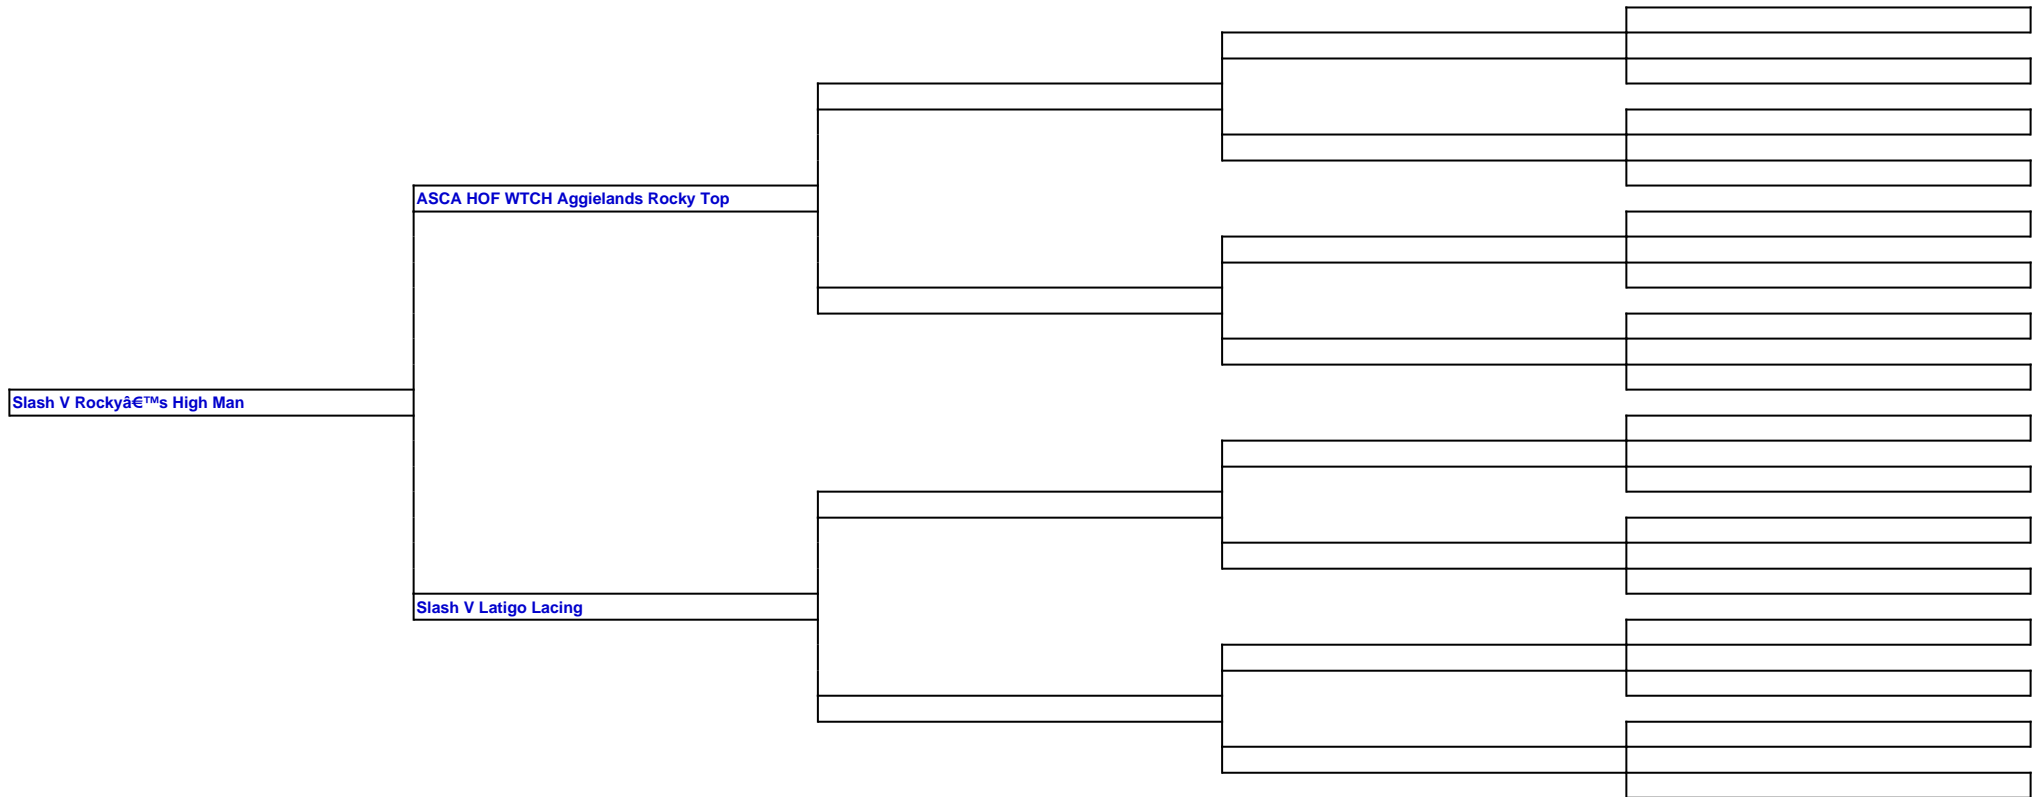 ASCA HOF WTCH Aggielands Rocky Top
Slash V Rockyâ€™s High Man
Slash V Latigo Lacing